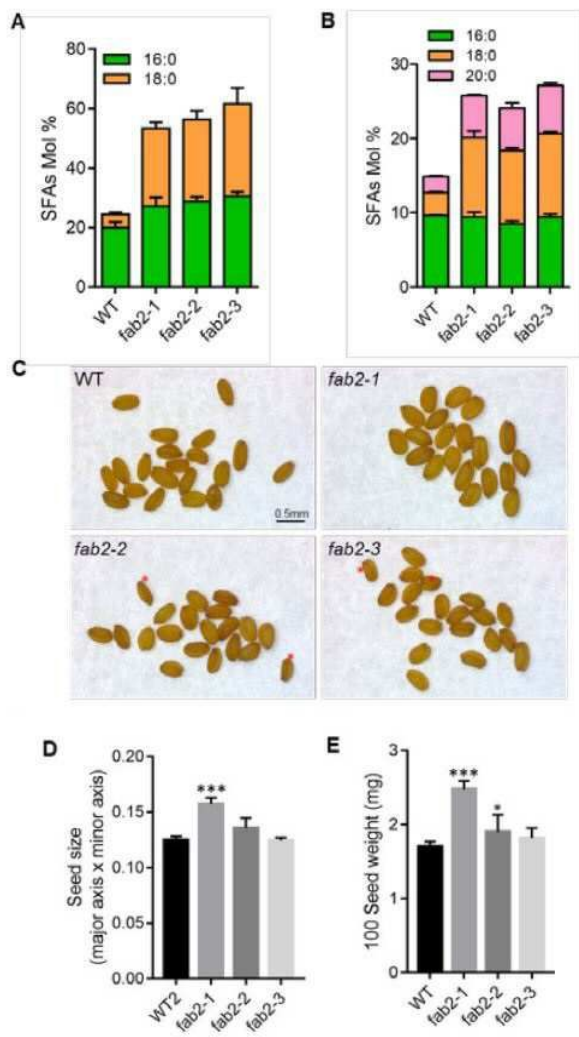 A
16:0
18:0
SFAs Mol %
80
60
40
20
0
WT
fab2-1
fab2-2
fab2-3
B
16:0
18:0
20:0
SFAs Mol %
30
20
10
0
WT
fab2-1
fab2-2
fab2-3
C
WT
0.5mm
fab2-1
fab2-2
fab2-3
D
Seed size
(major axis x minor axis)
0.20
0.15
0.10
0.05
0.00
***
WT2
fab2-1
fab2-2
fab2-3
E
100 Seed weight (mg)
3
2
1
0
***
*
WT
fab2-1
fab2-2
fab2-3